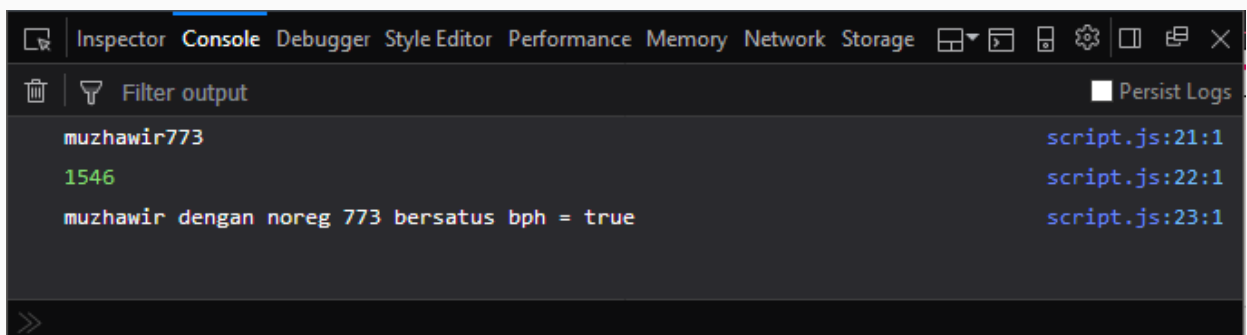 Inspector Console Debugger Style Editor Performance Memory Network Storage
Filter output Persist Logs
muzhawir773 script.js:21:1
1546 script.js:22:1
muzhawir dengan noreg 773 bersatus bph = true script.js:23:1